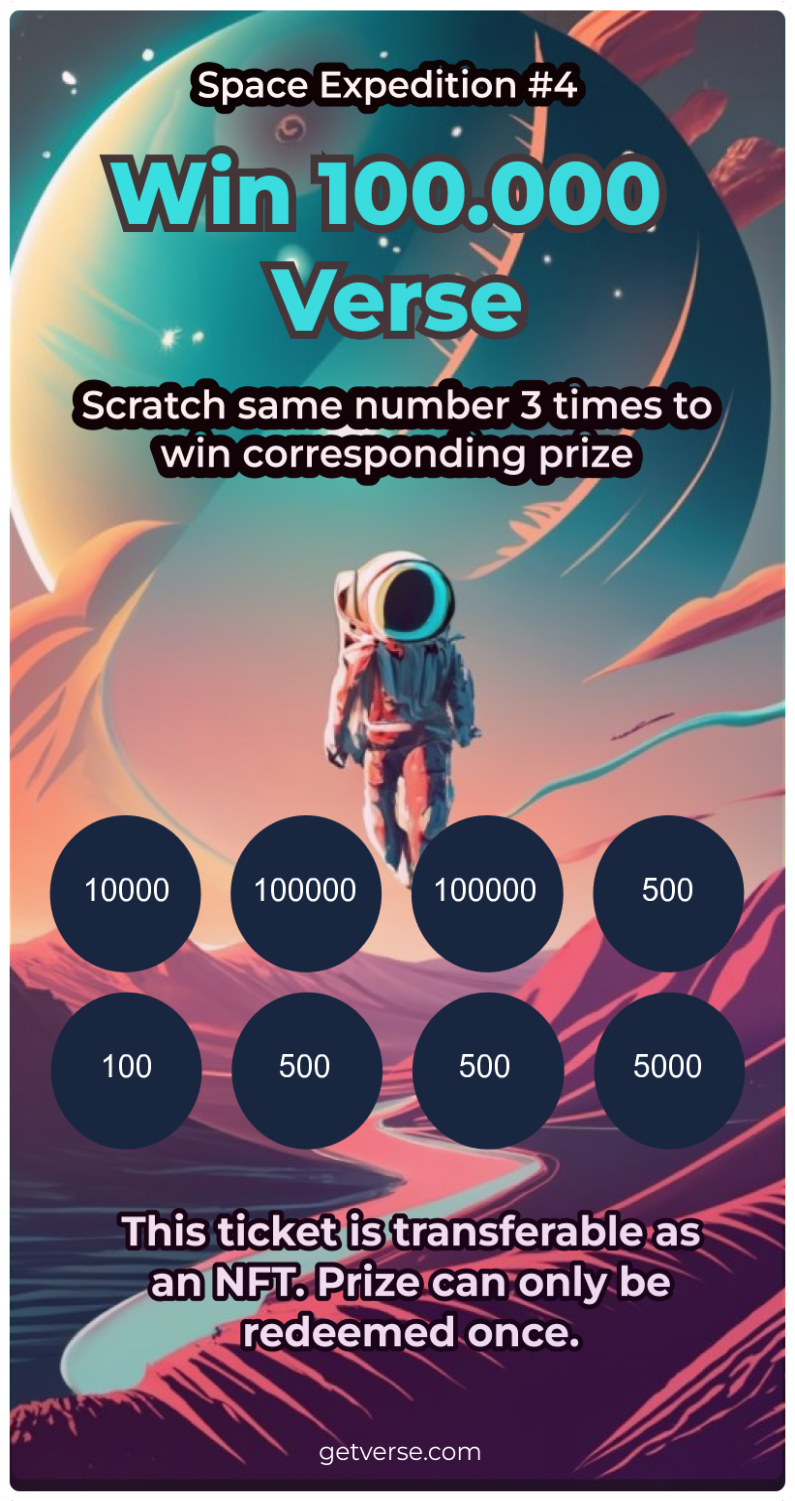 Space Expedition #4
Win 100.000
Verse
Scratch same number 3 times to
win corresponding prize
10000 100000 100000 500
100 500 500 5000
This ticket is transferable as
an NFT. Prize can only be
redeemed once.
getverse.com